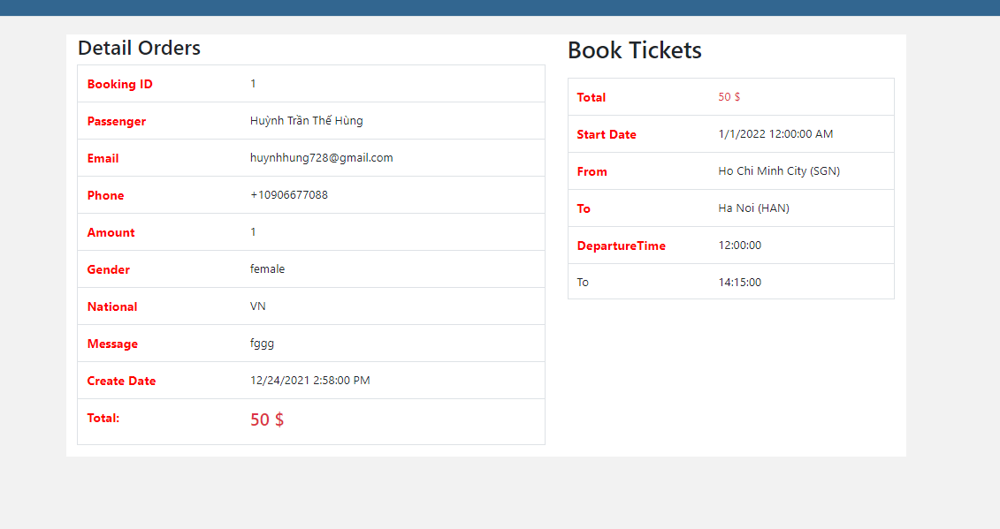 Detail Orders
Booking ID 1
Passenger Huỳnh Trần Thế Hùng
Email huynhhung728@gmail.com
Phone +10906677088
Amount 1
Gender female
National VN
Message fggg
Create Date 12/24/2021 2:58:00 PM
Total: 50 $
Book Tickets
Total 50 $
Start Date 1/1/2022 12:00:00 AM
From Ho Chi Minh City (SGN)
To Ha Noi (HAN)
DepartureTime 12:00:00
To 14:15:00